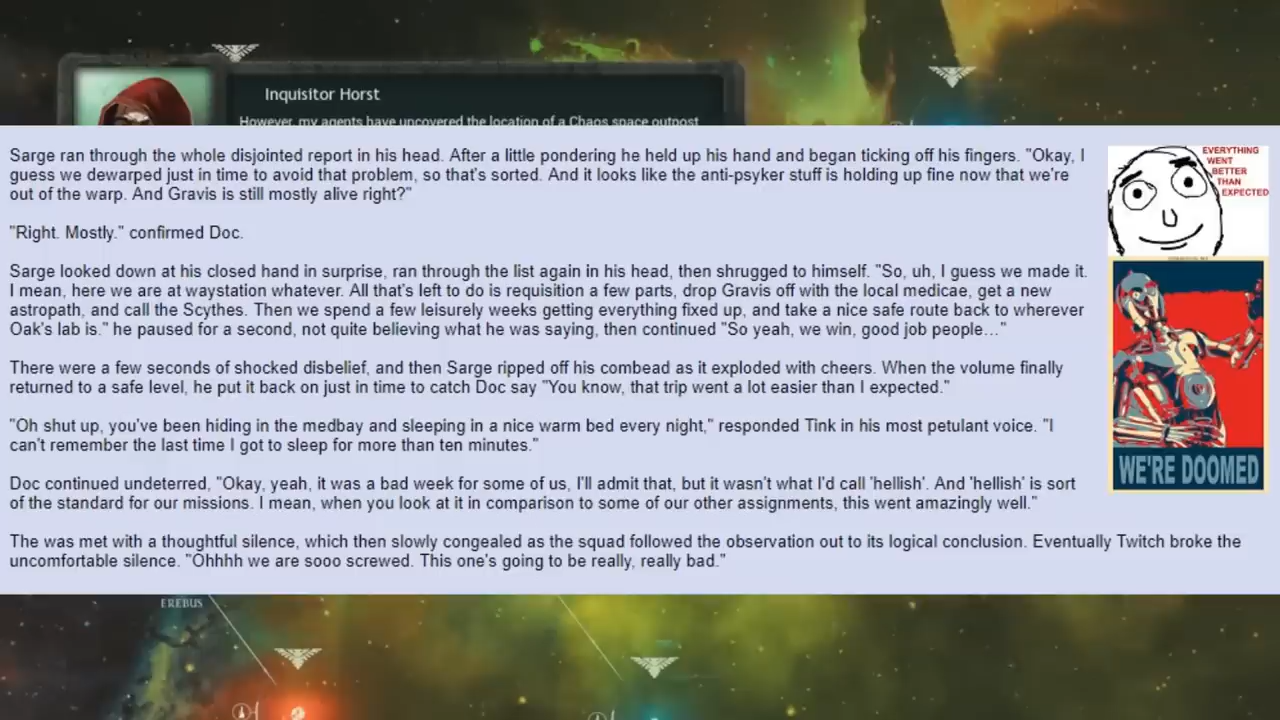 Inquisitor Horst
However, my agents have uncovered the location of a Chaos space outpost
Sarge ran through the whole disjointed report in his head. After a little pondering he held up his hand and began ticking off his fingers. "Okay, I
guess we dewarped just in time to avoid that problem, so that's sorted. And it looks like the anti-psyker stuff is holding up fine now that we're
out of the warp. And Gravis is still mostly alive right?"
"Right. Mostly." confirmed Doc.
Sarge looked down at his closed hand in surprise, ran through the list again in his head, then shrugged to himself. "So, uh, I guess we made it.
I mean, here we are at waystation whatever. All that's left to do is requisition a few parts, drop Gravis off with the local medicae, get a new
astropath, and call the Scythes. Then we spend a few leisurely weeks getting everything fixed up, and take a nice safe route back to wherever
Oak's lab is." he paused for a second, not quite believing what he was saying, then continued "So yeah, we win, good job people…"
There were a few seconds of shocked disbelief, and then Sarge ripped off his combead as it exploded with cheers. When the volume finally
returned to a safe level, he put it back on just in time to catch Doc say "You know, that trip went a lot easier than I expected."
"Oh shut up, you've been hiding in the medbay and sleeping in a nice warm bed every night," responded Tink in his most petulant voice. "I
can't remember the last time I got to sleep for more than ten minutes."
Doc continued undeterred, "Okay, yeah, it was a bad week for some of us, I'll admit that, but it wasn't what I'd call 'hellish'. And 'hellish' is sort
of the standard for our missions. I mean, when you look at it in comparison to some of our other assignments, this went amazingly well."
The was met with a thoughtful silence, which then slowly congealed as the squad followed the observation out to its logical conclusion. Eventually Twitch broke the
uncomfortable silence. "Ohhhh we are sooo screwed. This one's going to be really, really bad."
EVERYTHING
WENT
BETTER
THAN
EXPECTED
WE'RE DOOMED
EREBUS